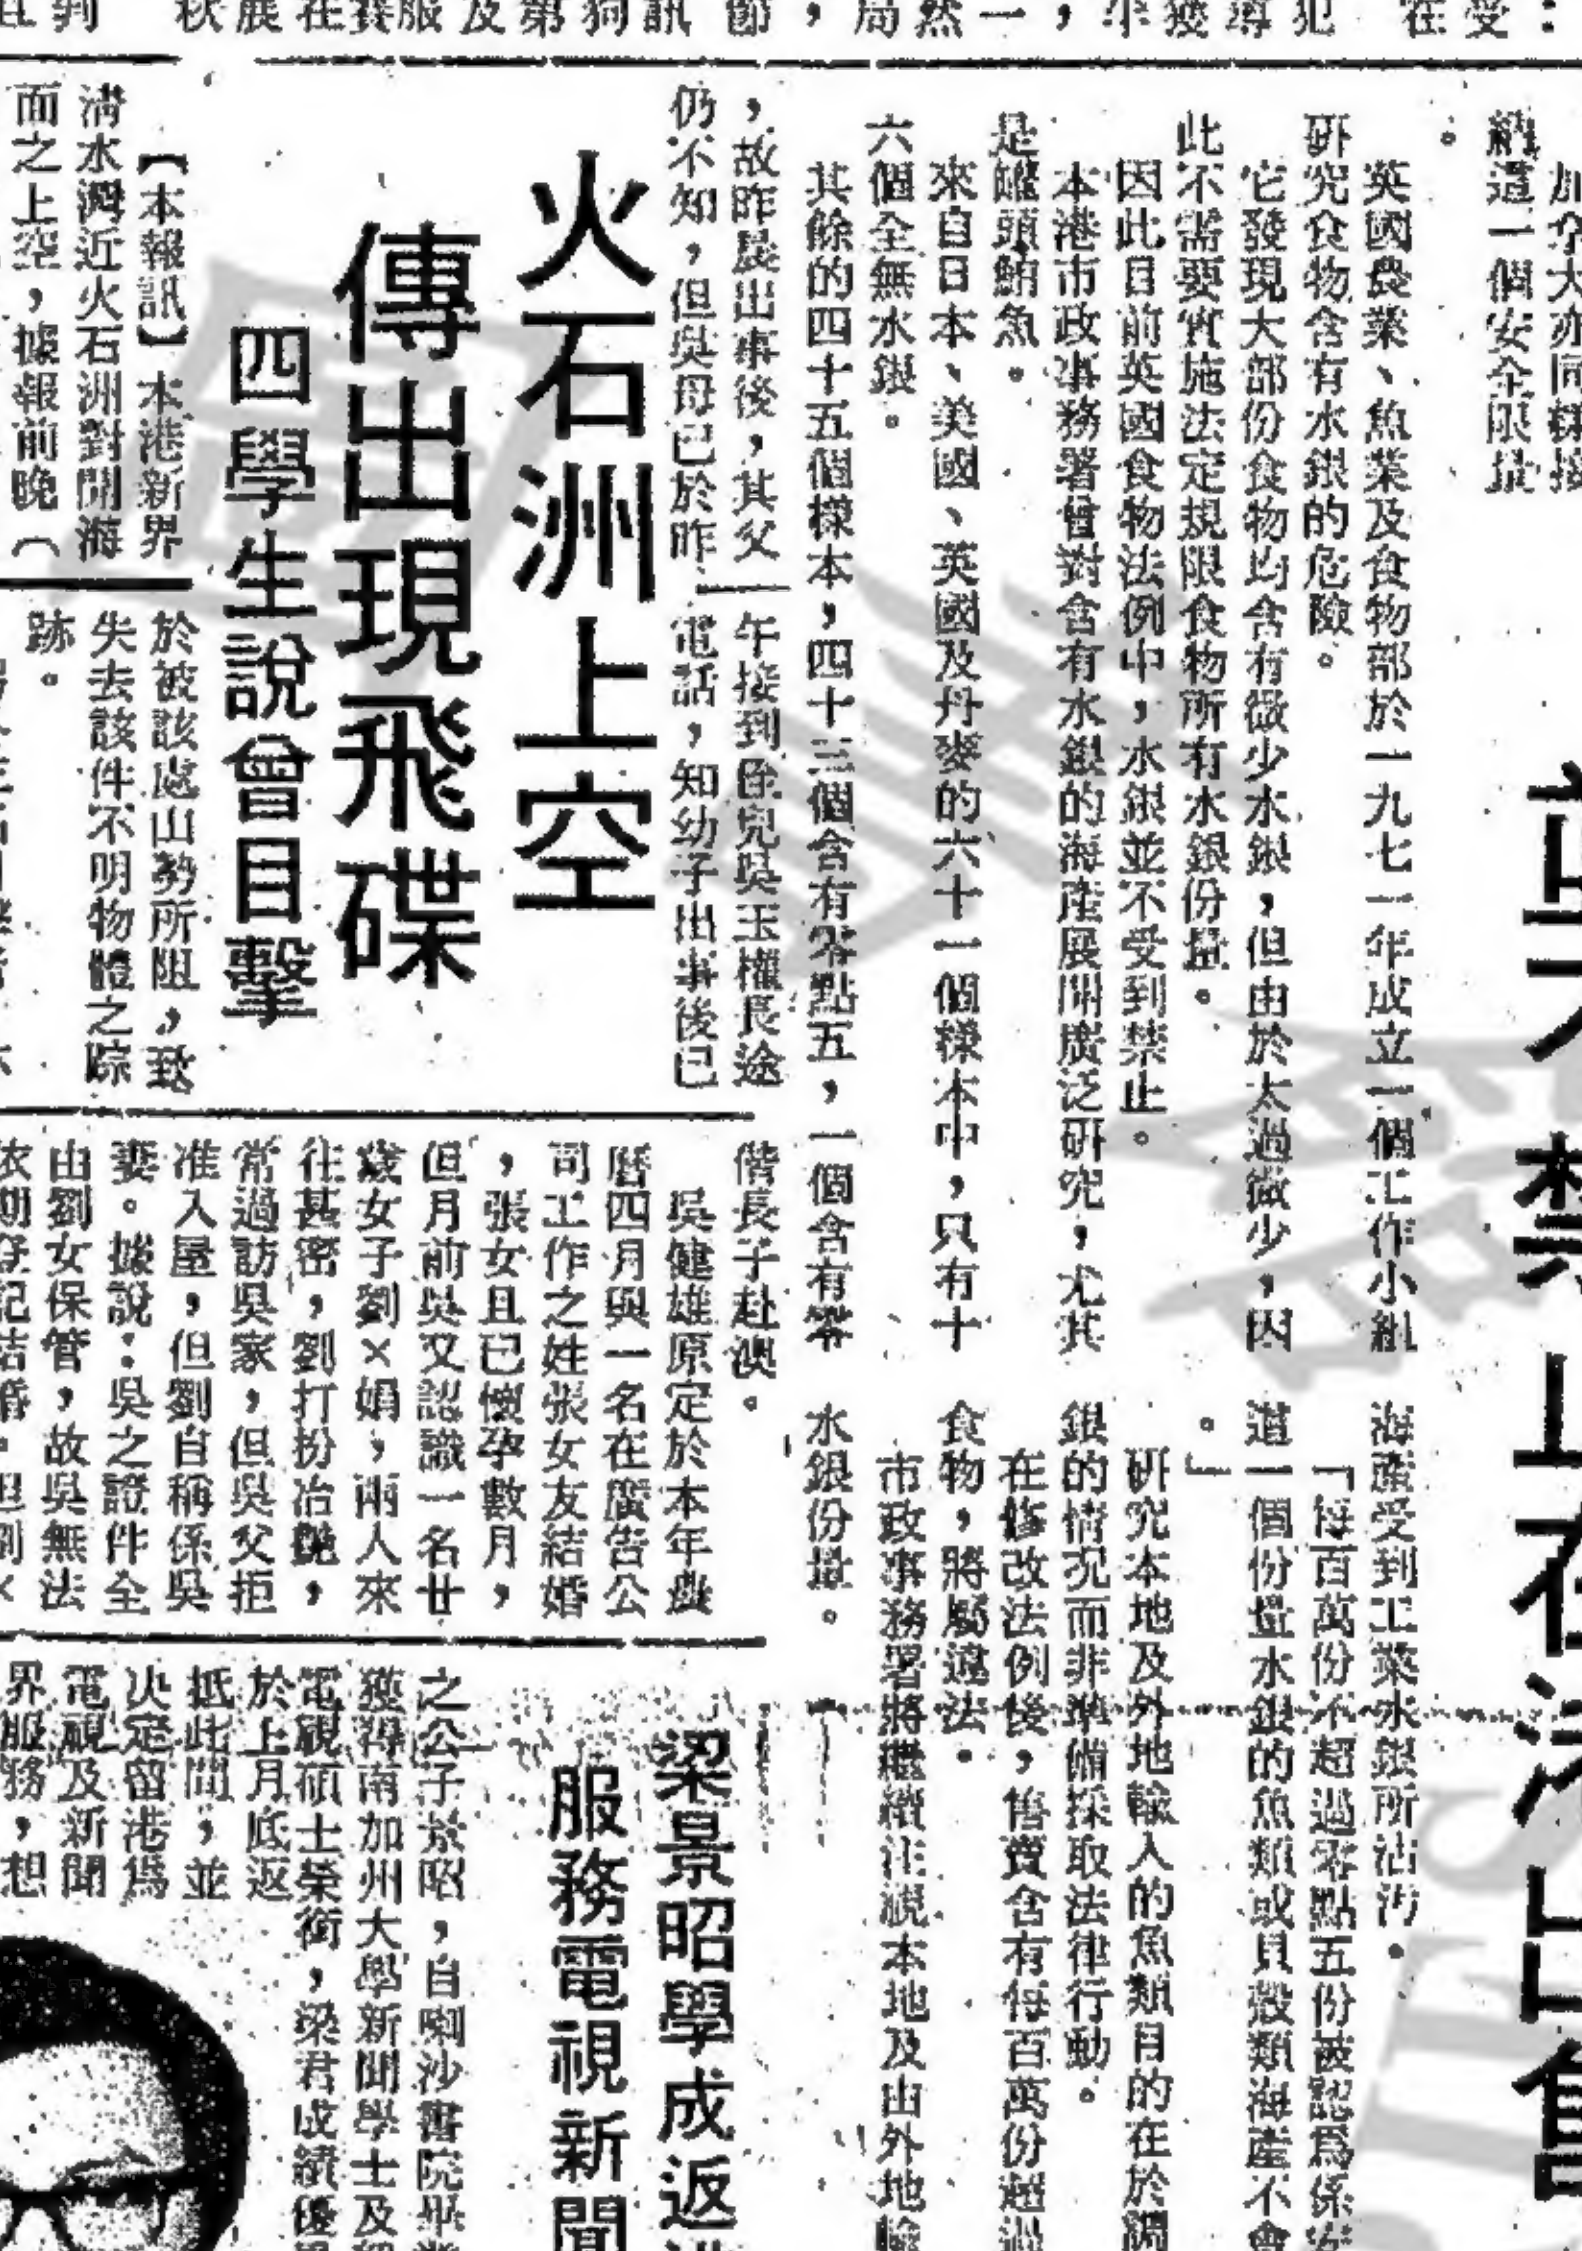 英國農業、魚業及食物部於一九七一年成立一個工作小組
研究食物含有水銀的危險。
它發現大部份食物均含有微少水銀，但由於太過微少，因
此不需要實施法定規限食物所有水銀份量。
因此目前英國食物法例中，水銀並不受到禁止。
本港市政事務署曾對含有水銀的海產展開廣泛研究，尤其
是罐頭鮪魚。
來自日本、美國、英國及丹麥的六十一個樣本中，只有十
六個全無水銀。
其餘的四十五個樣本，四十三個含有零點五，一個含有零
海產受到工業水銀所沾汚。
「每百萬份不超過零點五份被認爲係安
道一個份量水銀的魚類或貝殼類海產不會
。」
研究本地及外地輸入的魚類目的在於調
銀的情況而非準備採取法律行動。
在修改法例後，售賣含有每百萬份超過
食物，將屬違法。
市政事務署將繼續注視本地及由外地輸
水銀份量。
，故昨晨出事後，其父
仍不知，但吳母已於昨
午接到長兒吳玉權長途
電話，知幼子出事後已
偕長子赴澳。
火石洲上空
傳出現飛碟
四學生說曾目擊
【本報訊】本港新界
清水灣近火石洲對開海
面之上空，據報前晚（
於被該處山勢所阻，致
失去該件不明物體之踪
跡。
吳健雄原定於本年農
曆四月與一名在廣告公
司工作之姓張女友結婚
，張女且已懷孕數月，
但月前吳又認識一名廿
歲女子劉×娟，兩人來
往甚密，劉打扮冶艷，
常過訪吳家，但吳父拒
准入屋，但劉自稱係吳
妻。據說：吳之證件全
由劉女保管，故吳無法
依期登記結婚。但劉×
梁景昭學成返
服務電視新聞
之公子景昭，自喇沙書院畢業
獲得南加州大學新聞學士及
電視碩士榮銜，梁君成績優
於上月底返
抵此間，並
决定留港爲
電視及新聞
界服務，想